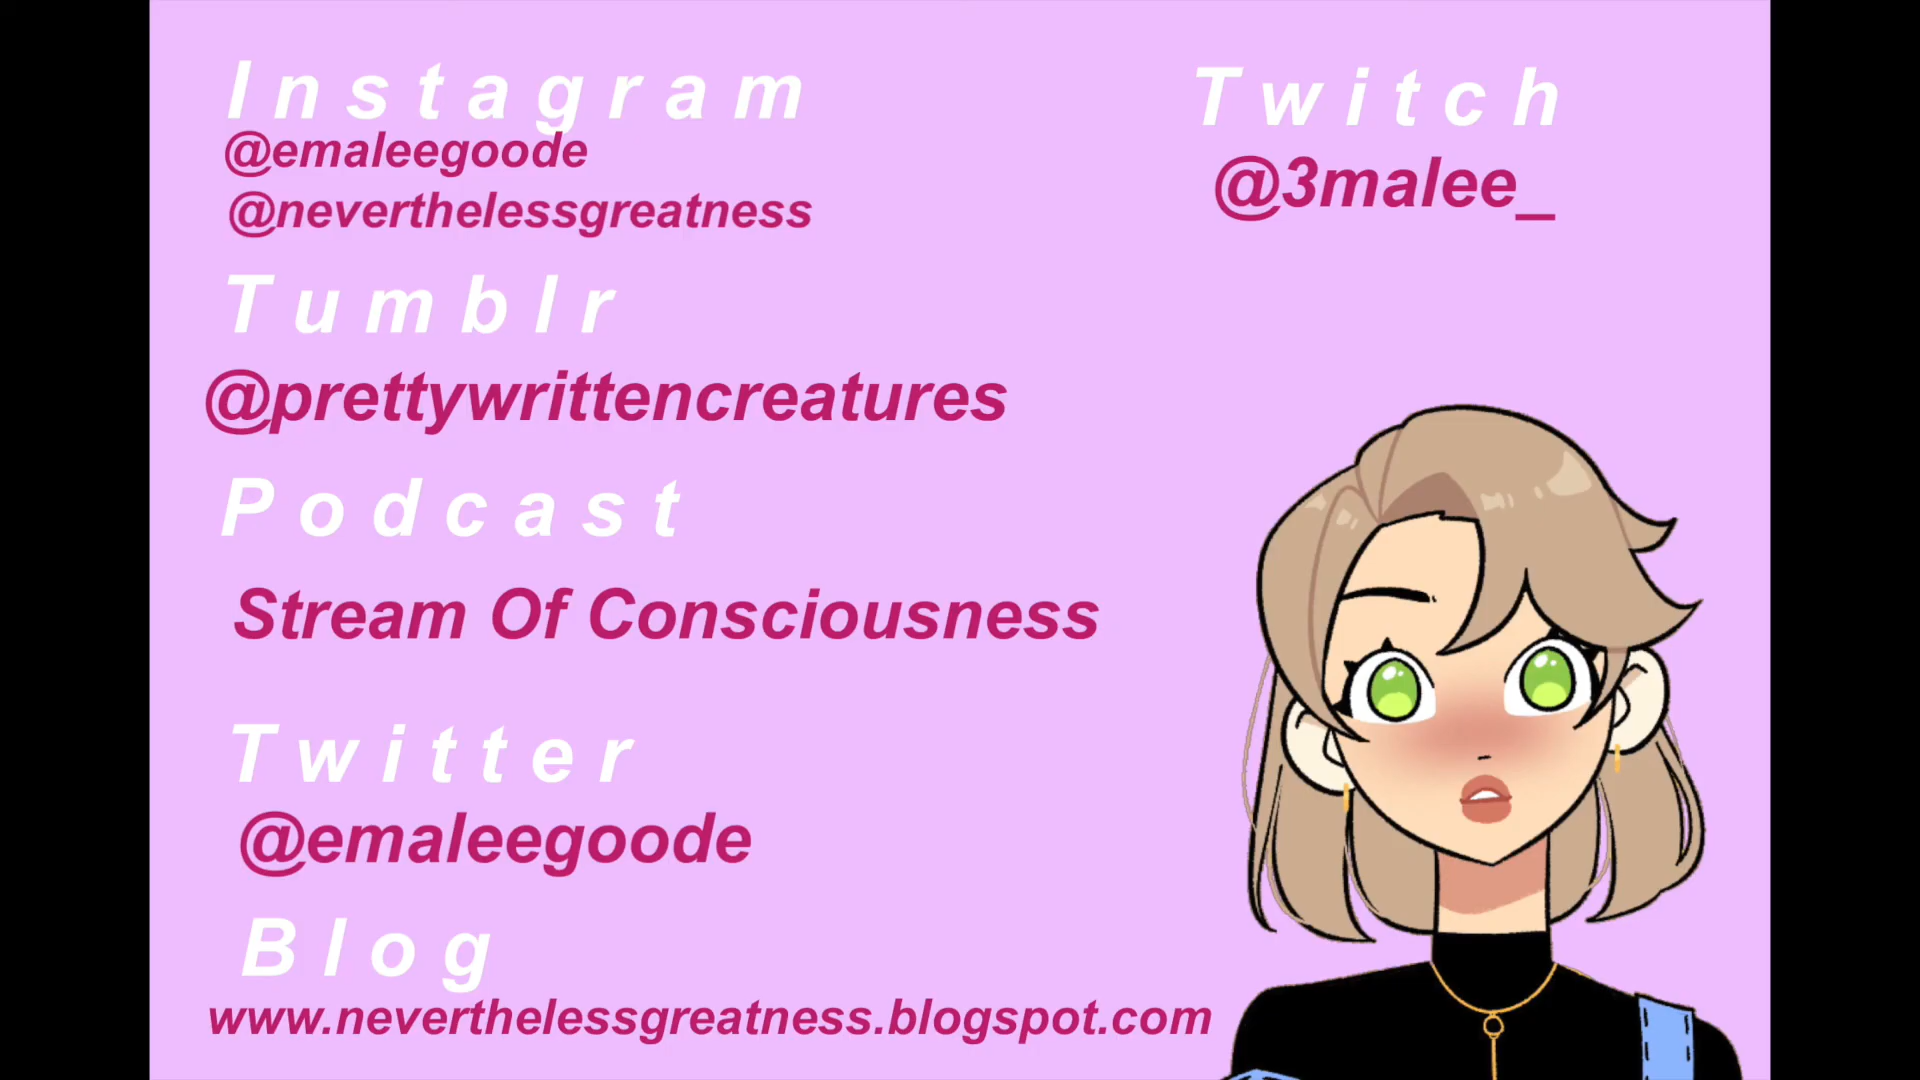 Instagram
@emaleegoode
@neverthelessgreatness
Tumblr
@prettywrittencreatures
Podcast
Stream Of Consciousness
Twitter
@emaleegoode
Blog
www.neverthelessgreatness.blogspot.com
Twitch
@3malee_